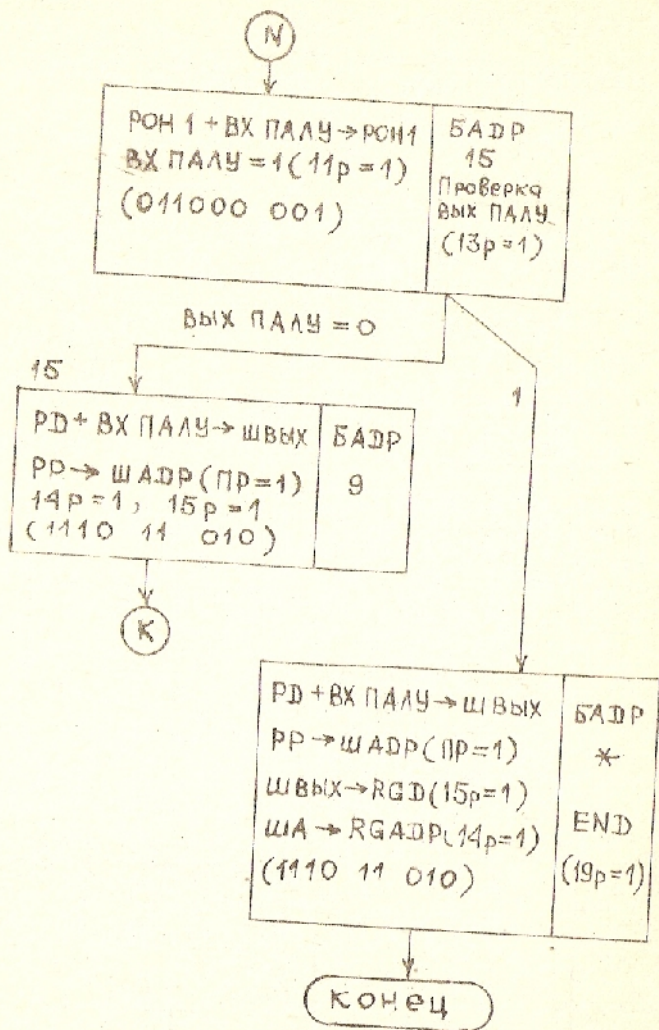 N
РОН 1 + ВХ ПАЛУ → РОН1
ВХ ПАЛУ = 1 (11р = 1)
(011000 001)
БАДР
15
Проверка
ВЫХ ПАЛУ
(13р=1)
ВЫХ ПАЛУ = 0
1
15
РD + ВХ ПАЛУ → ШВЫХ
РР → ШАДР (ПР=1)
14р=1, 15р=1
(1110 11 010)
БАДР
9
К
РD + ВХ ПАЛУ → ШВЫХ
РР → ШАДР (ПР=1)
ШВЫХ → RGD (15р=1)
ША → RGАДР (14р=1)
(1110 11 010)
БАДР
*
END
(19р=1)
конец